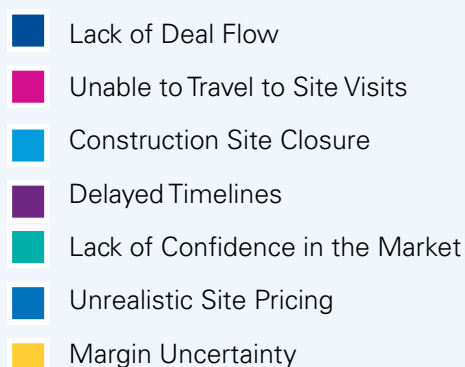 Lack of Deal Flow
Unable to Travel to Site Visits
Construction Site Closure
Delayed Timelines
Lack of Confidence in the Market
Unrealistic Site Pricing
Margin Uncertainty